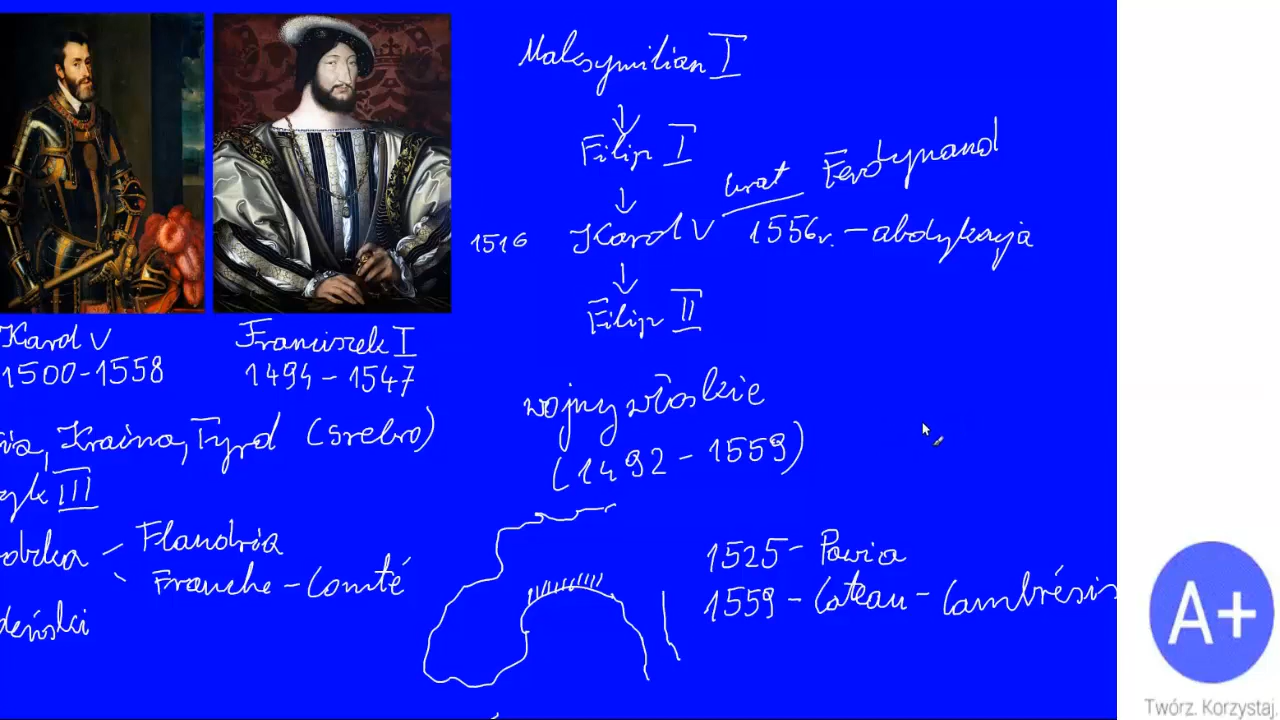 Maksymilian I
Filip I
brat Ferdynand
1516 Karol V 1556r. - abdykacja
Filip II
Karol V
1500-1558
Franciszek I
1494-1547
Kraina, Tyrol (srebro)
III
Flandria
Franche-Comté
wojny włoskie
(1492-1559)
1525- Pawia
1559 - Cateau-Cambrésis
A+
Twórz. Korzystaj.